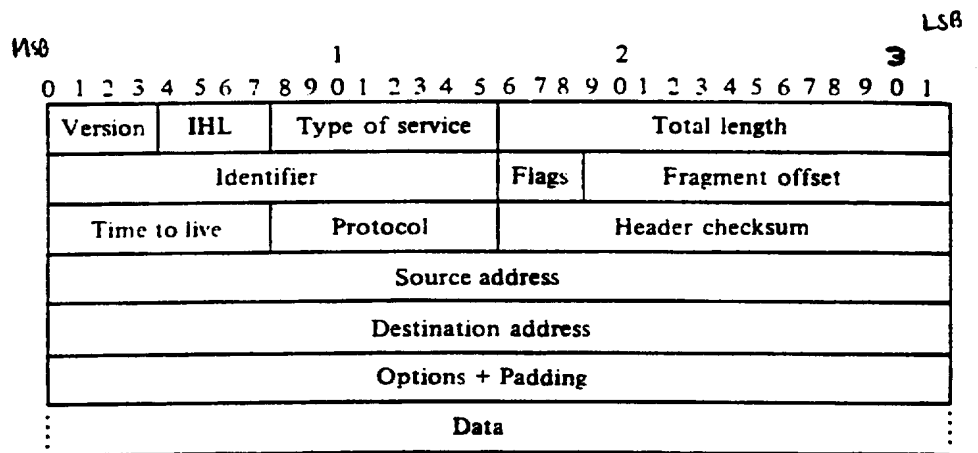 MSB LSB
1 2 3
0 1 2 3 4 5 6 7 8 9 0 1 2 3 4 5 6 7 8 9 0 1 2 3 4 5 6 7 8 9 0 1
Version IHL Type of service Total length
Identifier Flags Fragment offset
Time to live Protocol Header checksum
Source address
Destination address
Options + Padding
Data